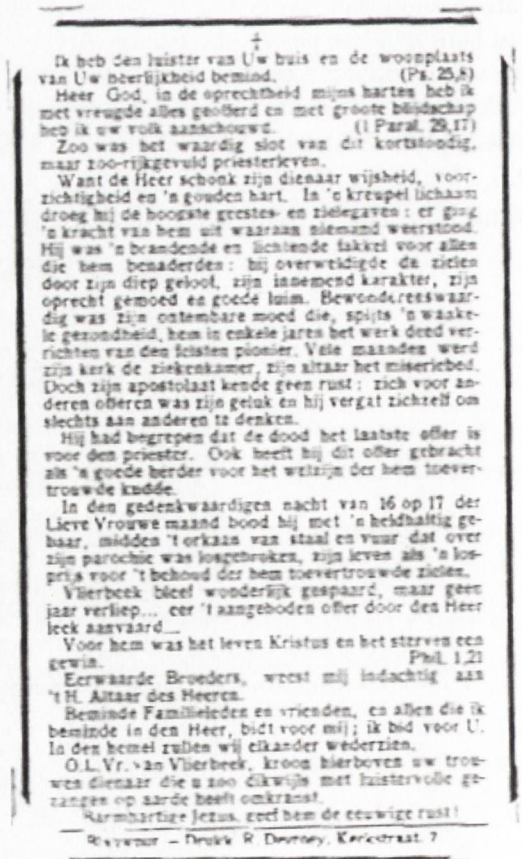 Ik heb den luister van Uw huis en de woonplaats
van Uw heerlijkheid bemind. (Ps. 25,8)
Heer God, in de oprechtheid mijns harten heb ik
met vreugde alles geofferd en met groote blijdschap
heb ik uw volk aanschouwd. (1 Paral. 29,17)
Zoo was het waardig slot van dit kortstondig,
maar zoo-rijkgevuld priesterleven.
Want de Heer schonk zijn dienaar wijsheid, voor-
zichtigheid en 'n gouden hart. In 'n kreupel lichaam
droeg hij de hoogste geestes- en zielegaven: er ging
'n kracht van hem uit waaraan niemand weerstond.
Hij was 'n brandende en lichtende fakkel voor allen
die hem benaderden: hij overweldigde de zielen
door zijn diep geloof, zijn innemend karakter, zijn
oprecht gemoed en goede luim. Bewonderenswaar-
dig was zijn ontembare moed die, spijts 'n wanke-
le gezondheid, hem in enkele jaren het werk deed ver-
richten van den pionier. Vele maanden werd
zijn kerk de ziekenkamer, zijn altaar het miseriebed.
Doch zijn apostolaat kende geen rust: zich voor an-
deren offeren was zijn geluk en hij vergat zichzelf om
slechts aan anderen te denken.
Hij had begrepen dat de dood het laatste offer is
voor den priester. Ook heeft hij dit offer gebracht
als 'n goede herder voor het welzijn der hem toever-
trouwde kudde.
In den gedenkwaardigen nacht van 16 op 17 der
Lieve Vrouwe maand bood hij met 'n heldhaftig ge-
baar, midden 't orkaan van staal en vuur dat over
zijn parochie was losgebroken, zijn leven als 'n los-
prijs voor 't behoud der hem toevertrouwde zielen.
Vlierbeek bleef wonderlijk gespaard, maar geen
jaar verliep... eer 't aangeboden offer door den Heer
leek aanvaard...
Voor hem was het leven Kristus en het sterven een
gewin. Phil. 1,21
Eerwaarde Broeders, weest mij indachtig aan
't H. Altaar des Heeren.
Beminde Familieleden en vrienden, en allen die ik
beminde in den Heer, bidt voor mij; ik bid voor U.
In den hemel zullen wij elkander wederzien.
O.L.Vr. van Vlierbeek, kroon hierboven uw trou-
wen dienaar die u zoo dikwijls met luistervolle ge-
zangen op aarde heeft omkranst.
Barmhartige Jezus, geef hem de eeuwige rust!
Drukk. R. Kerkstraat, 7